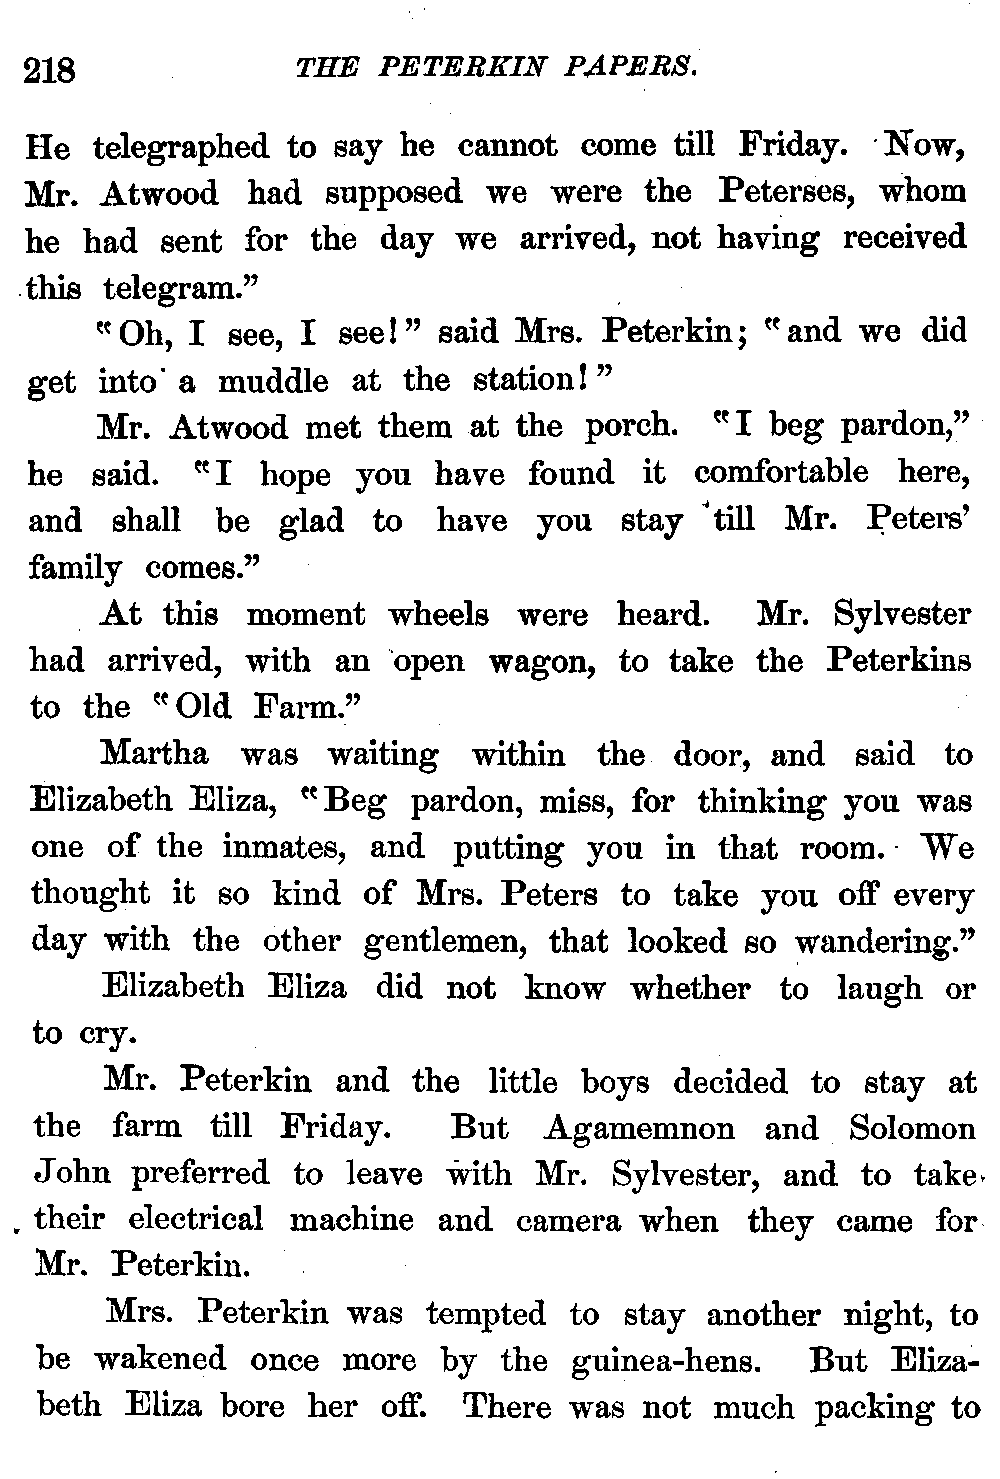 218 THE PETERKIN PAPERS.
He telegraphed to say he cannot come till Friday. Now,
Mr. Atwood had supposed we were the Peterses, whom
he had sent for the day we arrived, not having received
this telegram.”
“Oh, I see, I see!” said Mrs. Peterkin; “and we did
get into a muddle at the station!”
Mr. Atwood met them at the porch. “I beg pardon,”
he said. “I hope you have found it comfortable here,
and shall be glad to have you stay 'till Mr. Peters’
family comes.”
At this moment wheels were heard. Mr. Sylvester
had arrived, with an open wagon, to take the Peterkins
to the “Old Farm.”
Martha was waiting within the door, and said to
Elizabeth Eliza, “Beg pardon, miss, for thinking you was
one of the inmates, and putting you in that room. We
thought it so kind of Mrs. Peters to take you off every
day with the other gentlemen, that looked so wandering.”
Elizabeth Eliza did not know whether to laugh or
to cry.
Mr. Peterkin and the little boys decided to stay at
the farm till Friday. But Agamemnon and Solomon
John preferred to leave with Mr. Sylvester, and to take
their electrical machine and camera when they came for
Mr. Peterkin.
Mrs. Peterkin was tempted to stay another night, to
be wakened once more by the guinea-hens. But Eliza-
beth Eliza bore her off. There was not much packing to